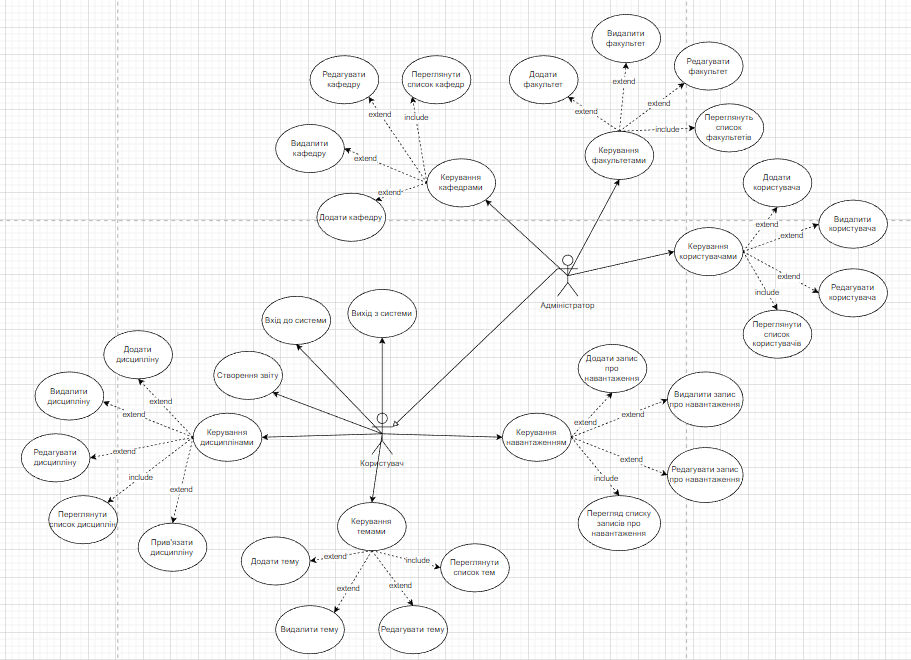 Видалити
факультет
Додати
факультет
extend
Редагувати
факультет
extend
extend
Переглянуть
список
факультетів
include
Керування
факультетами
Редагувати
кафедру
Переглянути
список кафедр
extend
include
Видалити
кафедру
extend
Керування
кафедрами
extend
Додати кафедру
Додати
користувача
extend
Видалити
користувача
extend
Керування
користувачами
extend
Редагувати
користувача
include
Переглянути
список
користувачів
Адміністратор
Вхід до системи
Вихід з системи
Створення звіту
Додати
дисципліну
extend
Видалити
дисципліну
extend
Керування
дисциплінами
Редагувати
дисципліну
extend
include
Переглянути
список дисциплін
extend
Прив'язати
дисципліну
Користувач
Додати запис
про
навантаження
extend
Видалити запис
про навантаження
extend
Керування
навантаженням
extend
Редагувати запис
про навантаження
include
Перегляд списку
записів про
навантаження
Керування
темами
extend
Додати тему
include
Переглянути
список тем
extend
Видалити тему
extend
Редагувати тему